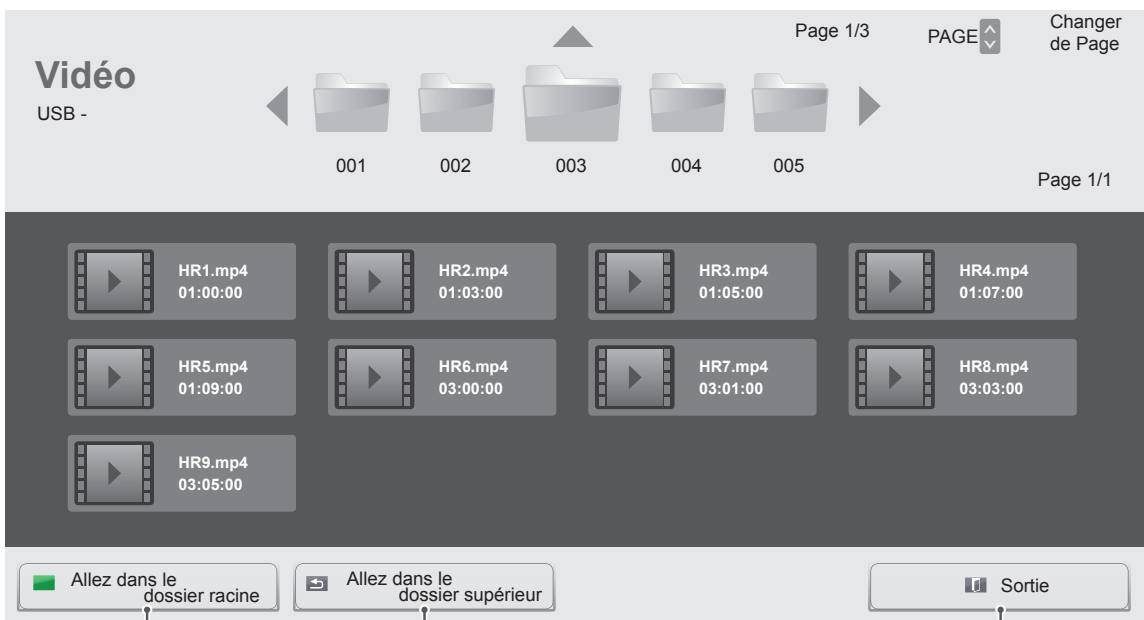 Page 1/3
PAGE
Changer
de Page
Vidéo
USB -
001 002 003 004 005
Page 1/1
HR1.mp4
01:00:00
HR2.mp4
01:03:00
HR3.mp4
01:05:00
HR4.mp4
01:07:00
HR5.mp4
01:09:00
HR6.mp4
03:00:00
HR7.mp4
03:01:00
HR8.mp4
03:03:00
HR9.mp4
03:05:00
Allez dans le
dossier racine
Allez dans le
dossier supérieur
Sortie